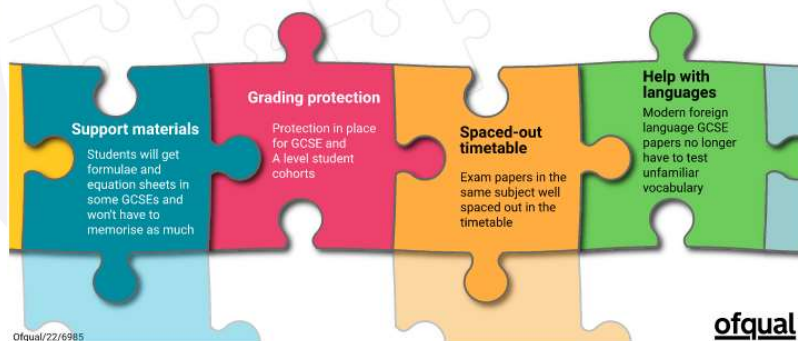 Support materials
Students will get
formulae and
equation sheets in
some GCSEs and
won't have to
memorise as much
Grading protection
Protection in place
for GCSE and
A level student
cohorts
Spaced-out
timetable
Exam papers in the
same subject well
spaced out in the
timetable
Help with
languages
Modern foreign
language GCSE
papers no longer
have to test
unfamiliar
vocabulary
Ofqual/22/6985
ofqual